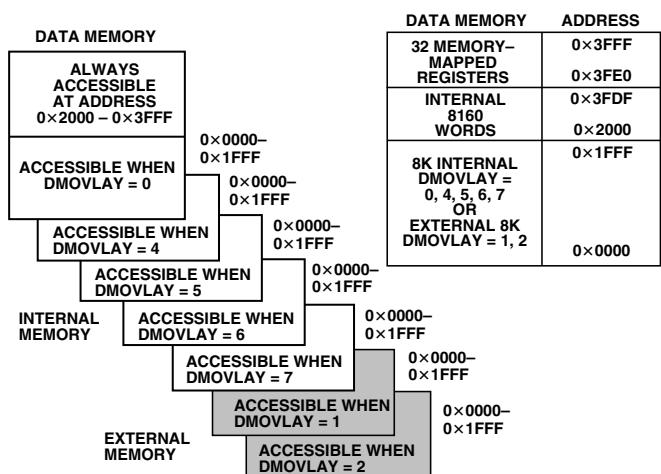 DATA MEMORY
ALWAYS
ACCESSIBLE
AT ADDRESS
0×2000 – 0×3FFF
0×0000–
0×1FFF
ACCESSIBLE WHEN
DMOVLAY = 0
0×0000–
0×1FFF
ACCESSIBLE WHEN
DMOVLAY = 4
0×0000–
0×1FFF
ACCESSIBLE WHEN
DMOVLAY = 5
0×0000–
0×1FFF
INTERNAL
MEMORY
ACCESSIBLE WHEN
DMOVLAY = 6
0×0000–
0×1FFF
ACCESSIBLE WHEN
DMOVLAY = 7
0×0000–
0×1FFF
ACCESSIBLE WHEN
DMOVLAY = 1
0×0000–
0×1FFF
EXTERNAL
MEMORY
ACCESSIBLE WHEN
DMOVLAY = 2
DATA MEMORY ADDRESS
32 MEMORY–
MAPPED
REGISTERS
0×3FFF
0×3FE0
INTERNAL
8160
WORDS
0×3FDF
0×2000
8K INTERNAL
DMOVLAY =
0, 4, 5, 6, 7
OR
EXTERNAL 8K
DMOVLAY = 1, 2
0×1FFF
0×0000